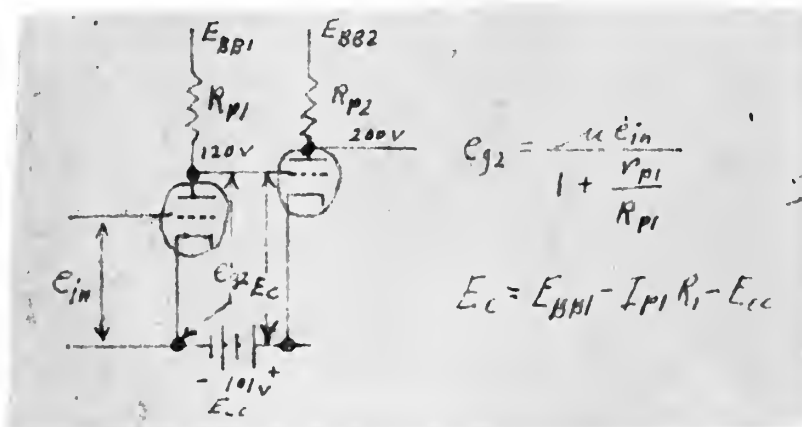 E_BB1 E_BB2
R_p1 R_p2
120V 200V
e_g2 = μ e_in / (1 + r_p1 / R_p1)
e_in e_g2 E_c
E_c = E_BB1 - I_p1 R_1 - E_cc
- 101V +
E_cc